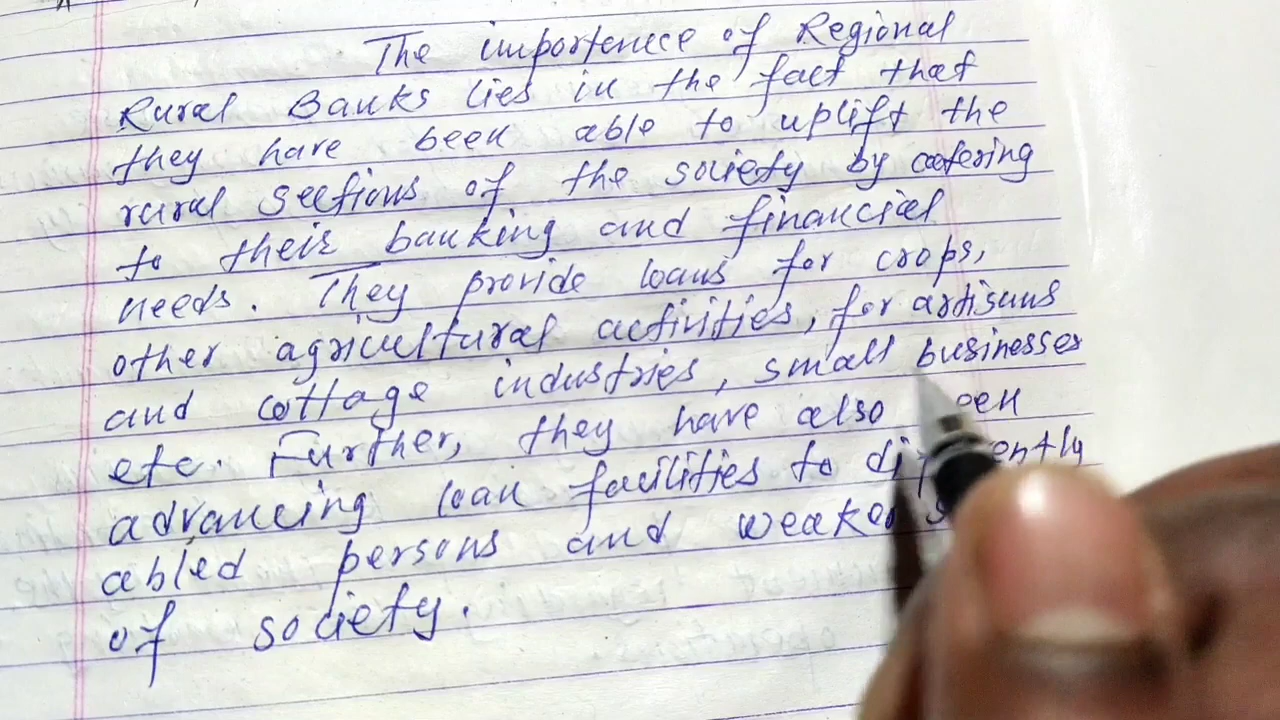 The importenece of Regional
Rural Banks lies in the fact that
they have been able to uplift the
rural sections of the society by catering
to their banking and financial
needs. They provide loans for crops,
other agricultural activities, for artisans
and cottage industries, small businesses
etc. Further, they have also
advancing loan facilities to
abled persons and weaker
of society.